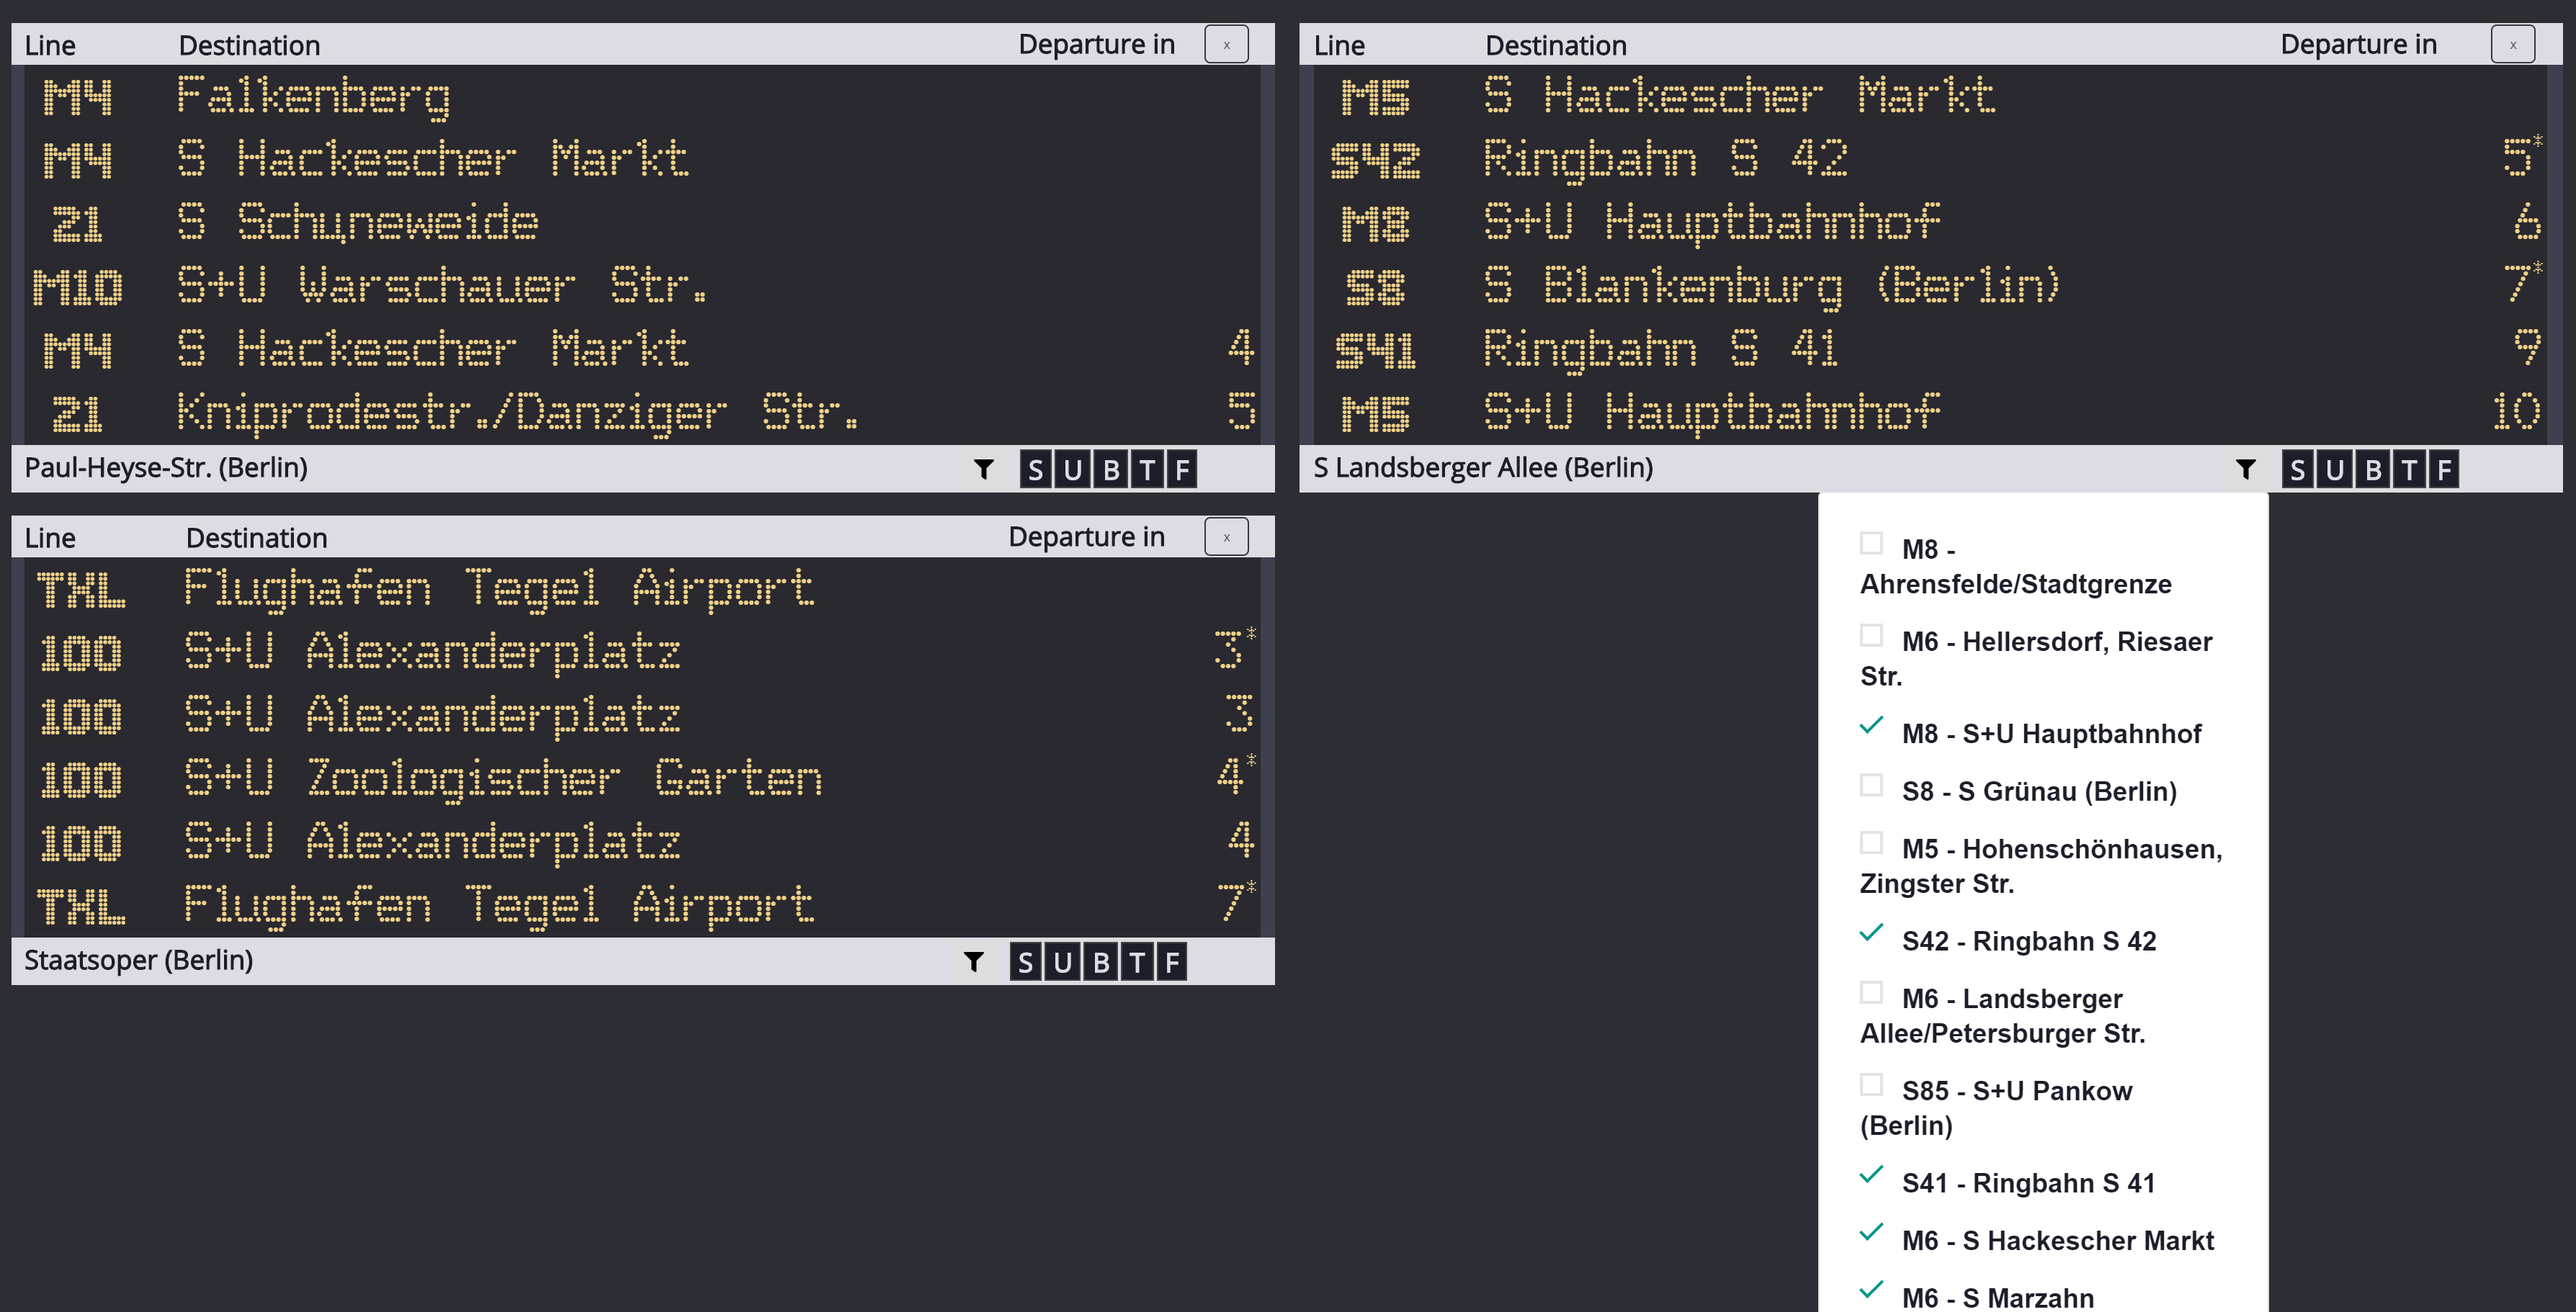 Line Destination Departure in x
M4 Falkenberg
M4 S Hackescher Markt
21 S Schyneweide
M10 S+U Warschauer Str.
M4 S Hackescher Markt 4
21 Kniprodestr./Danziger Str. 5
Paul-Heyse-Str. (Berlin) S U B T F
Line Destination Departure in x
M5 S Hackescher Markt
S42 Ringbahn S 42 5*
M8 S+U Hauptbahnhof 6
S8 S Blankenburg (Berlin) 7*
S41 Ringbahn S 41 9
M5 S+U Hauptbahnhof 10
S Landsberger Allee (Berlin) S U B T F
Line Destination Departure in x
TXL Flughafen Tegel Airport
100 S+U Alexanderplatz 3*
100 S+U Alexanderplatz 3
100 S+U Zoologischer Garten 4*
100 S+U Alexanderplatz 4
TXL Flughafen Tegel Airport 7*
Staatsoper (Berlin) S U B T F
M8 -
Ahrensfelde/Stadtgrenze
M6 - Hellersdorf, Riesaer
Str.
M8 - S+U Hauptbahnhof
S8 - S Grünau (Berlin)
M5 - Hohenschönhausen,
Zingster Str.
S42 - Ringbahn S 42
M6 - Landsberger
Allee/Petersburger Str.
S85 - S+U Pankow
(Berlin)
S41 - Ringbahn S 41
M6 - S Hackescher Markt
M6 - S Marzahn